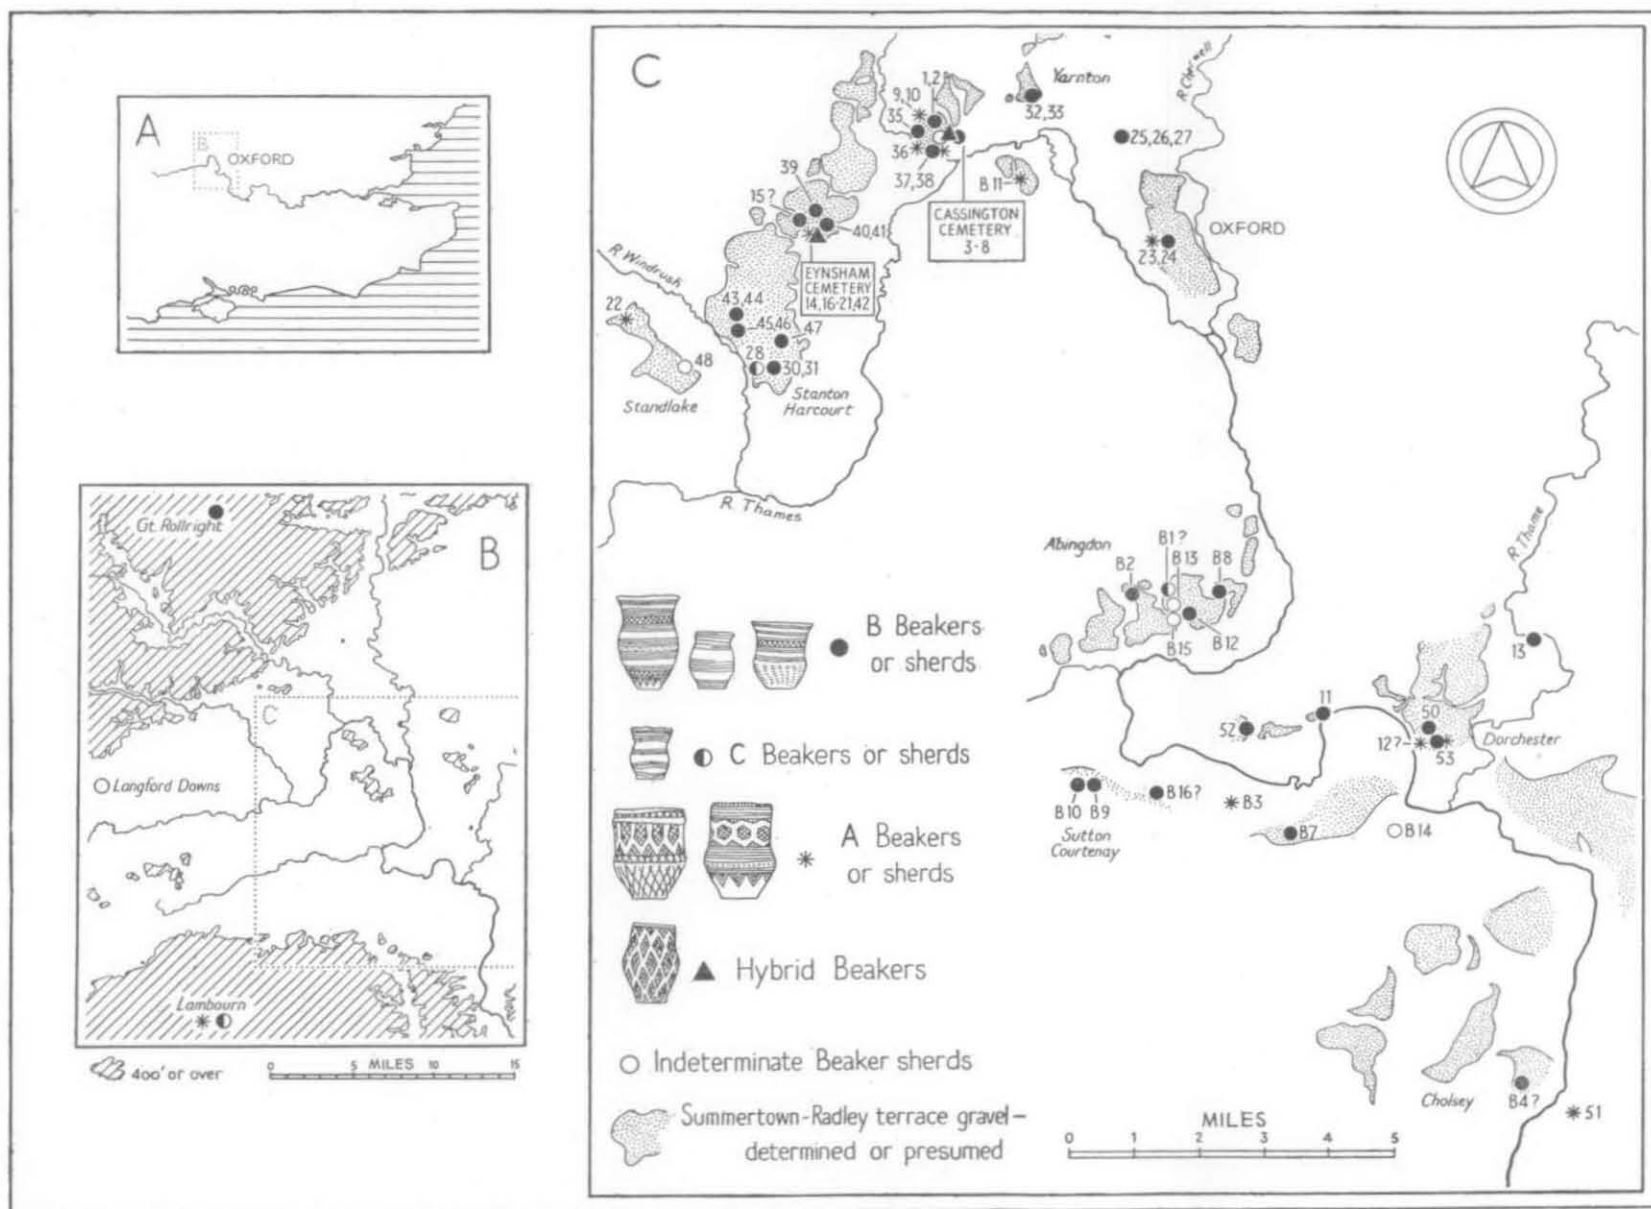 A
B
OXFORD
Gt. Rollright
B
C
Langford Downs
Lambourn
400' or over
MILES
0 5 10 15
C
1,2
9,10
35
36
37,38
Yarnton
32,33
R. Cherwell
25,26,27
B 11
CASSINGTON
CEMETERY
3-8
OXFORD
23,24
39
15?
40,41
EYNSHAM
CEMETERY
14,16-21,42
R. Windrush
22
43,44
45,46
47
28
30,31
48
Standlake
Stanton
Harcourt
R. Thames
Abingdon
B2
B1?
B13
B8
B15
B12
R. Thame
13
11
52
50
12?
53
Dorchester
B10
B9
B16?
B3
Sutton
Courtenay
B7
B14
Cholsey
B4?
51
B Beakers
or sherds
C Beakers or sherds
A Beakers
or sherds
Hybrid Beakers
Indeterminate Beaker sherds
Summertown-Radley terrace gravel—
determined or presumed
MILES
0 1 2 3 4 5